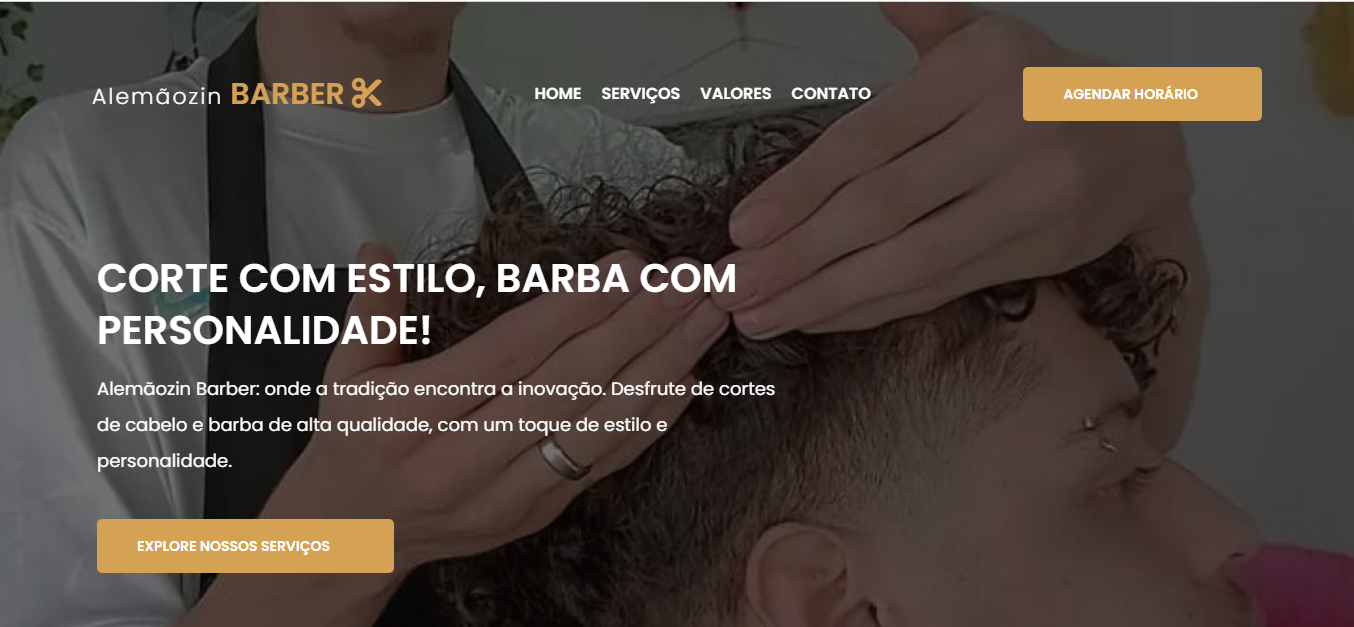 Alemãozin BARBER
HOME SERVIÇOS VALORES CONTATO
AGENDAR HORÁRIO
CORTE COM ESTILO, BARBA COM
PERSONALIDADE!
Alemãozin Barber: onde a tradição encontra a inovação. Desfrute de cortes
de cabelo e barba de alta qualidade, com um toque de estilo e
personalidade.
EXPLORE NOSSOS SERVIÇOS